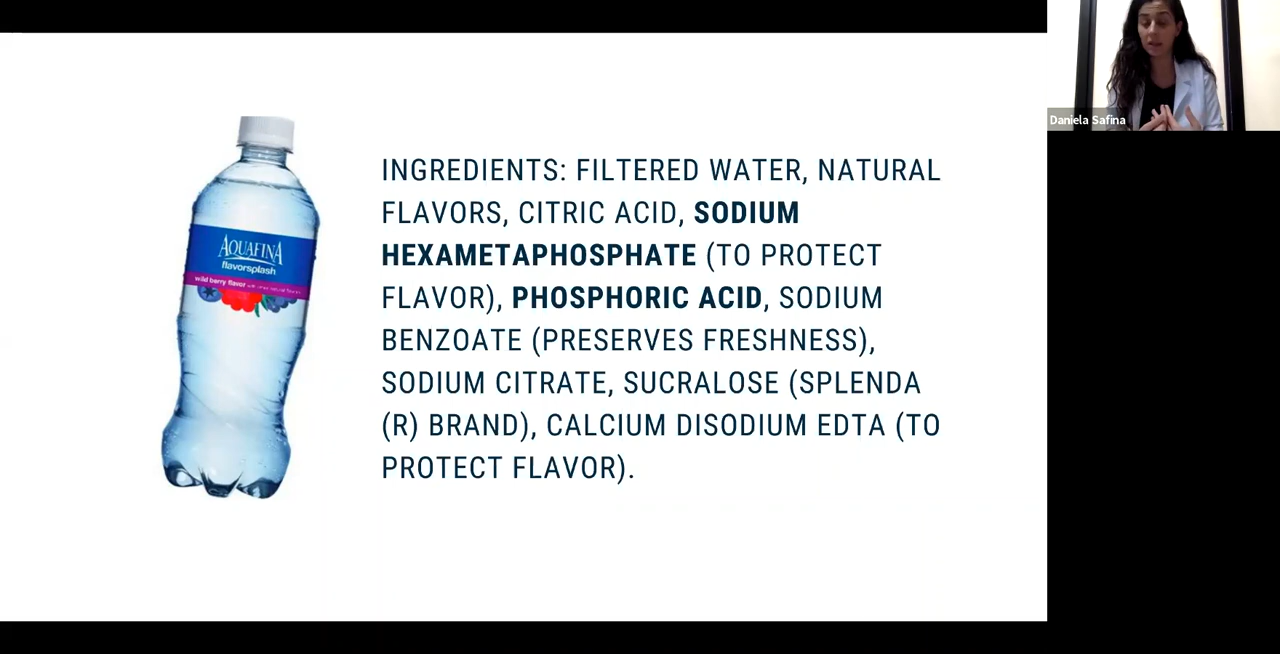 INGREDIENTS: FILTERED WATER, NATURAL
FLAVORS, CITRIC ACID, SODIUM
HEXAMETAPHOSPHATE (TO PROTECT
FLAVOR), PHOSPHORIC ACID, SODIUM
BENZOATE (PRESERVES FRESHNESS),
SODIUM CITRATE, SUCRALOSE (SPLENDA
(R) BRAND), CALCIUM DISODIUM EDTA (TO
PROTECT FLAVOR).
AQUAFINA
flavorsplash
wild berry flavor
Daniela Safina